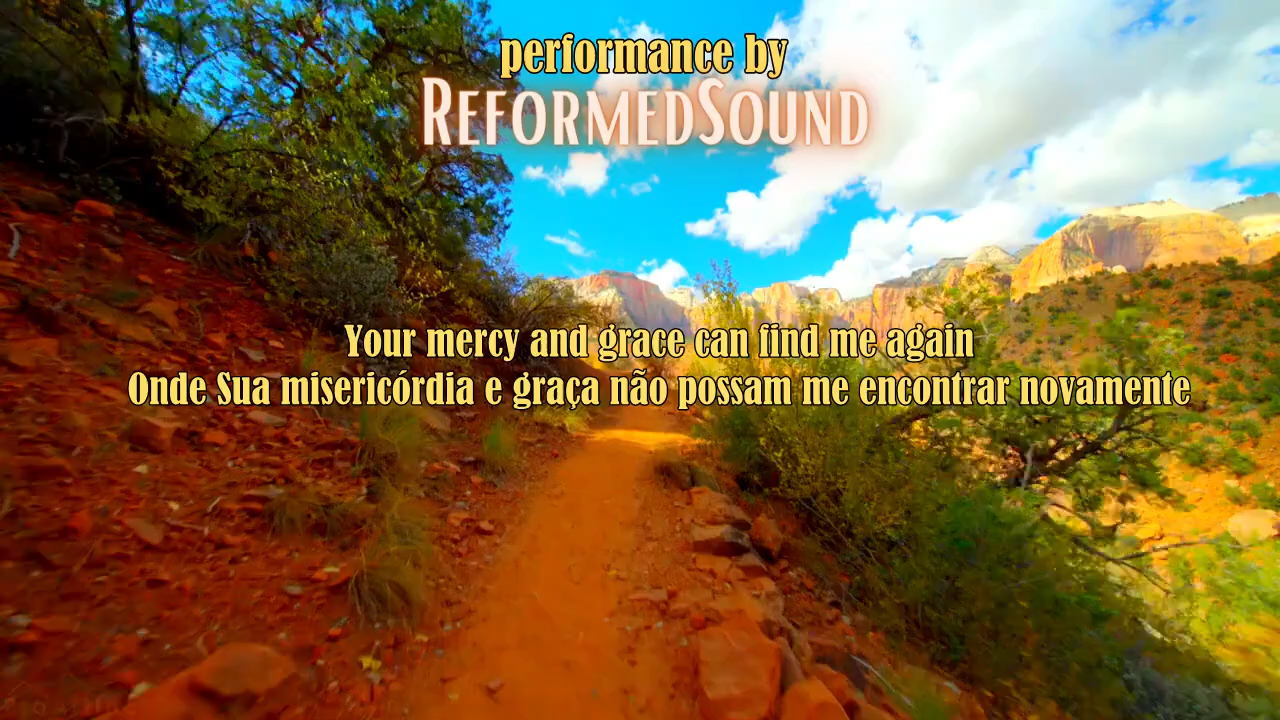 performance by
ReformedSound
Your mercy and grace can find me again
Onde Sua misericórdia e graça não possam me encontrar novamente